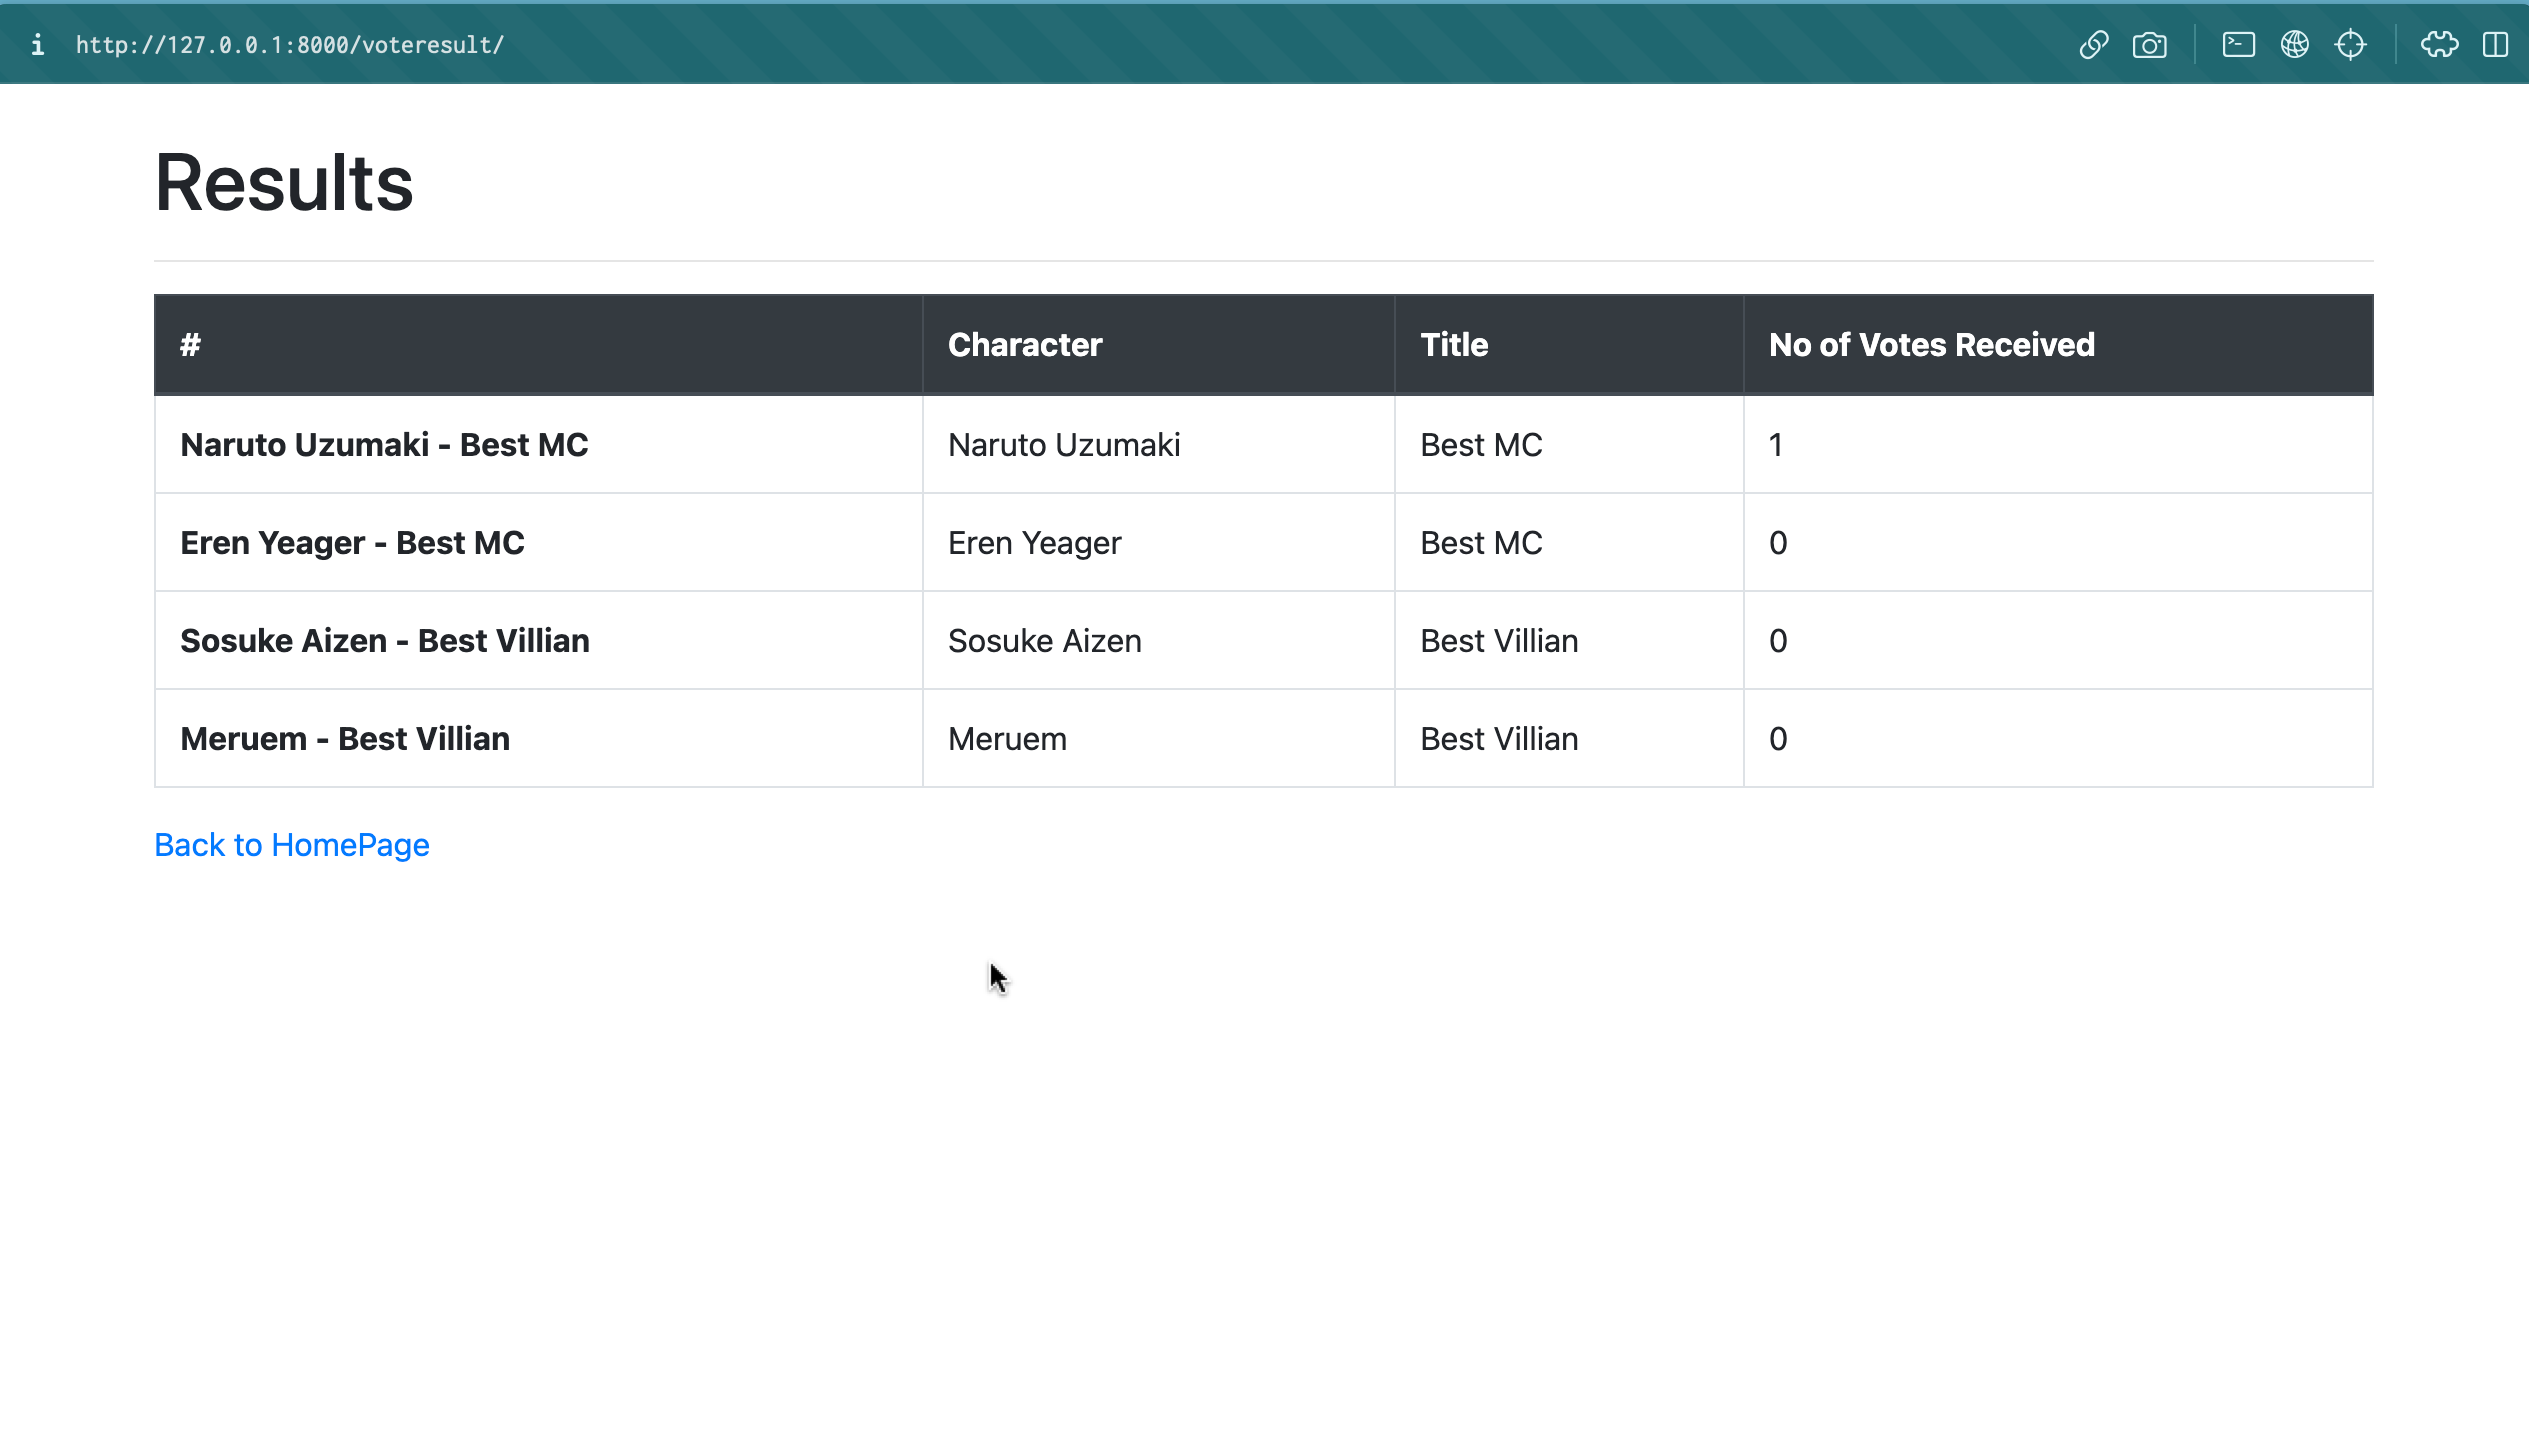 http://127.0.0.1:8000/voteresult/
Results
# Character Title No of Votes Received
Naruto Uzumaki - Best MC Naruto Uzumaki Best MC 1
Eren Yeager - Best MC Eren Yeager Best MC 0
Sosuke Aizen - Best Villian Sosuke Aizen Best Villian 0
Meruem - Best Villian Meruem Best Villian 0
Back to HomePage